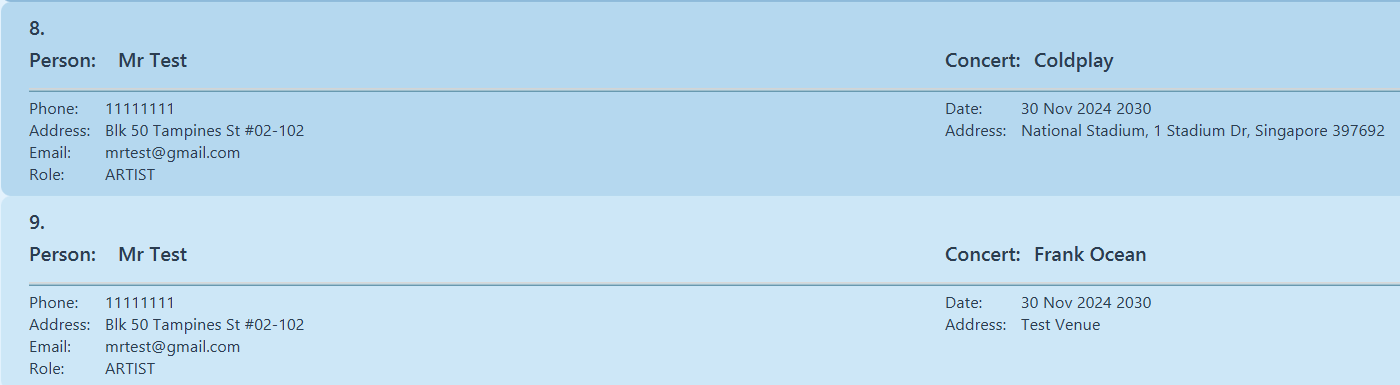 8.
Person: Mr Test Concert: Coldplay
Phone: 11111111 Date: 30 Nov 2024 2030
Address: Blk 50 Tampines St #02-102 Address: National Stadium, 1 Stadium Dr, Singapore 397692
Email: mrtest@gmail.com
Role: ARTIST
9.
Person: Mr Test Concert: Frank Ocean
Phone: 11111111 Date: 30 Nov 2024 2030
Address: Blk 50 Tampines St #02-102 Address: Test Venue
Email: mrtest@gmail.com
Role: ARTIST